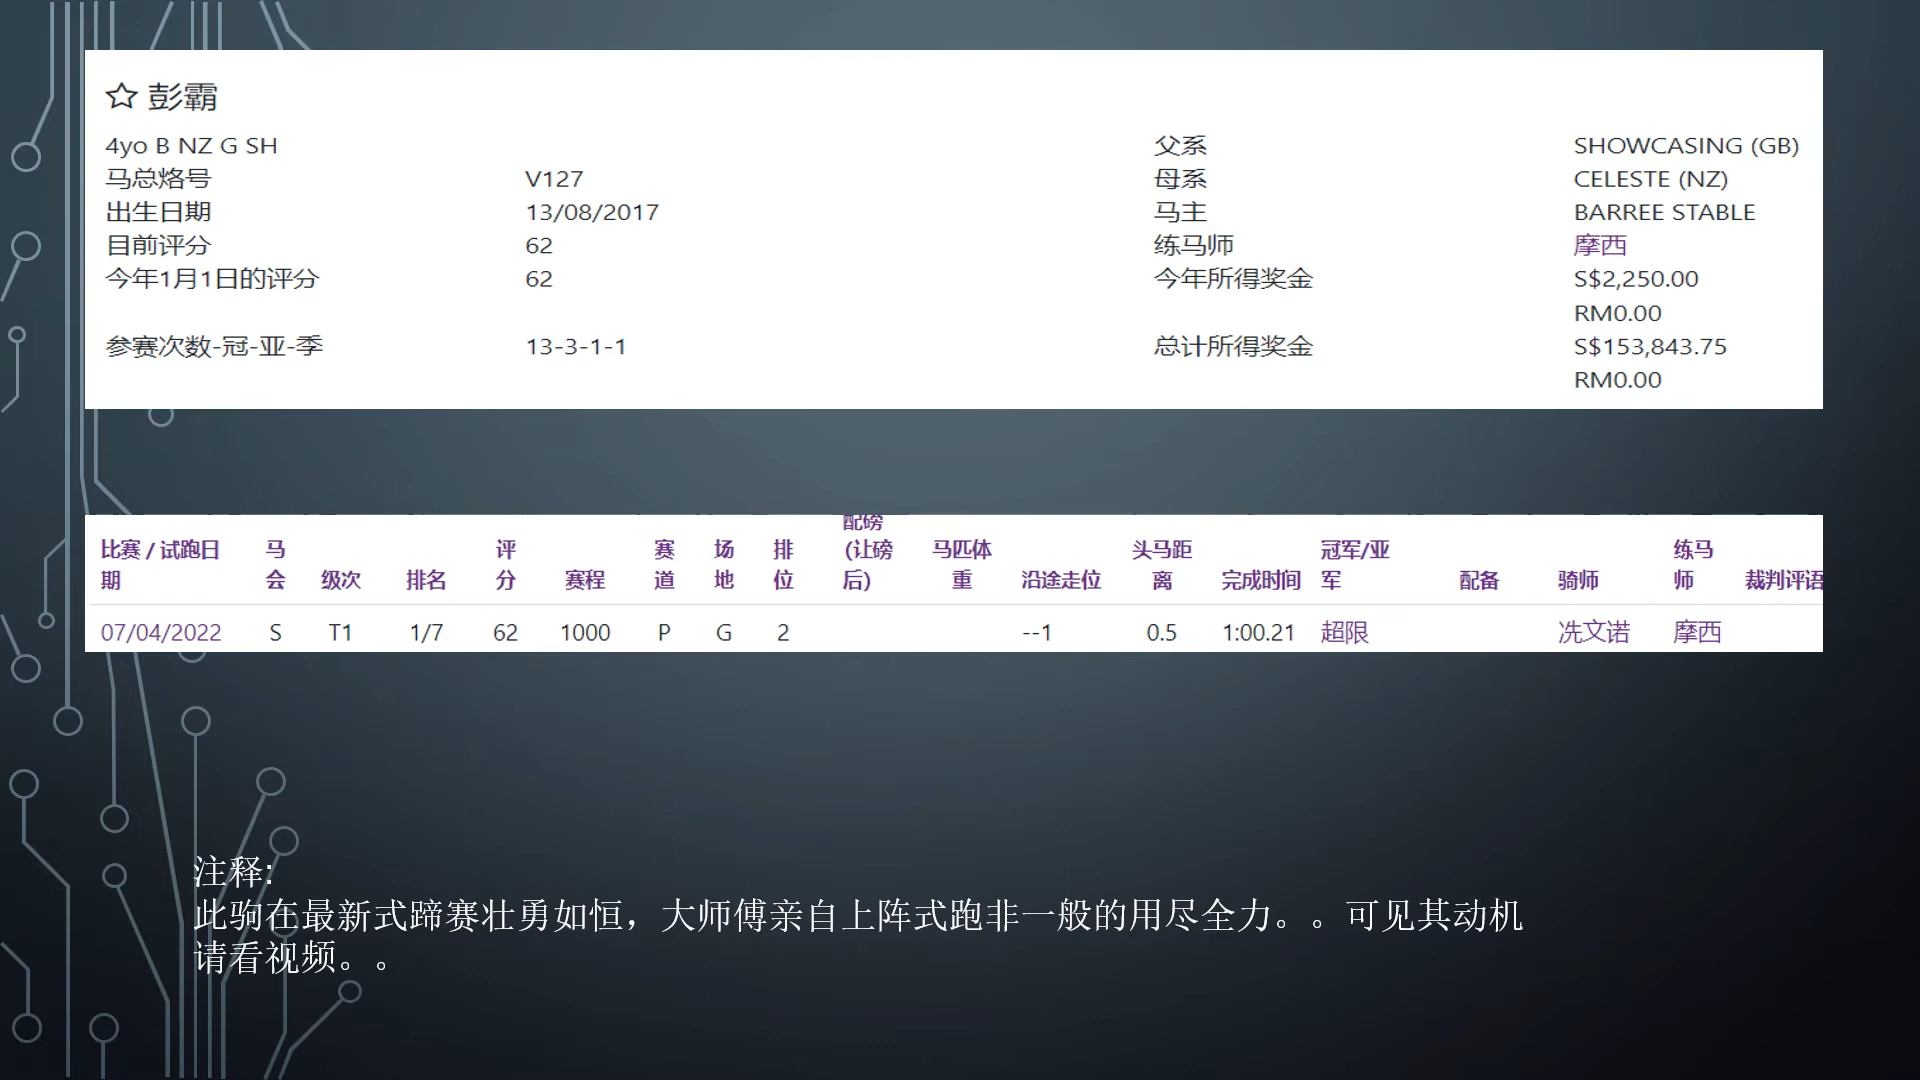 ☆ 彭霸
4yo B NZ G SH
马总烙号 V127
出生日期 13/08/2017
目前评分 62
今年1月1日的评分 62
参赛次数-冠-亚-季 13-3-1-1
父系 SHOWCASING (GB)
母系 CELESTE (NZ)
马主 BARREE STABLE
练马师 摩西
今年所得奖金 S$2,250.00
RM0.00
总计所得奖金 S$153,843.75
RM0.00
比赛 / 试跑日期 马会 级次 排名 评分 赛程 赛道 场地 排位 配磅(让磅后) 马匹体重 沿途走位 头马距离 完成时间 冠军/亚军 配备 骑师 练马师 裁判评语
07/04/2022 S T1 1/7 62 1000 P G 2 --1 0.5 1:00.21 超限 冼文诺 摩西
注释:
此驹在最新式蹄赛壮勇如恒，大师傅亲自上阵式跑非一般的用尽全力。。可见其动机
请看视频。。